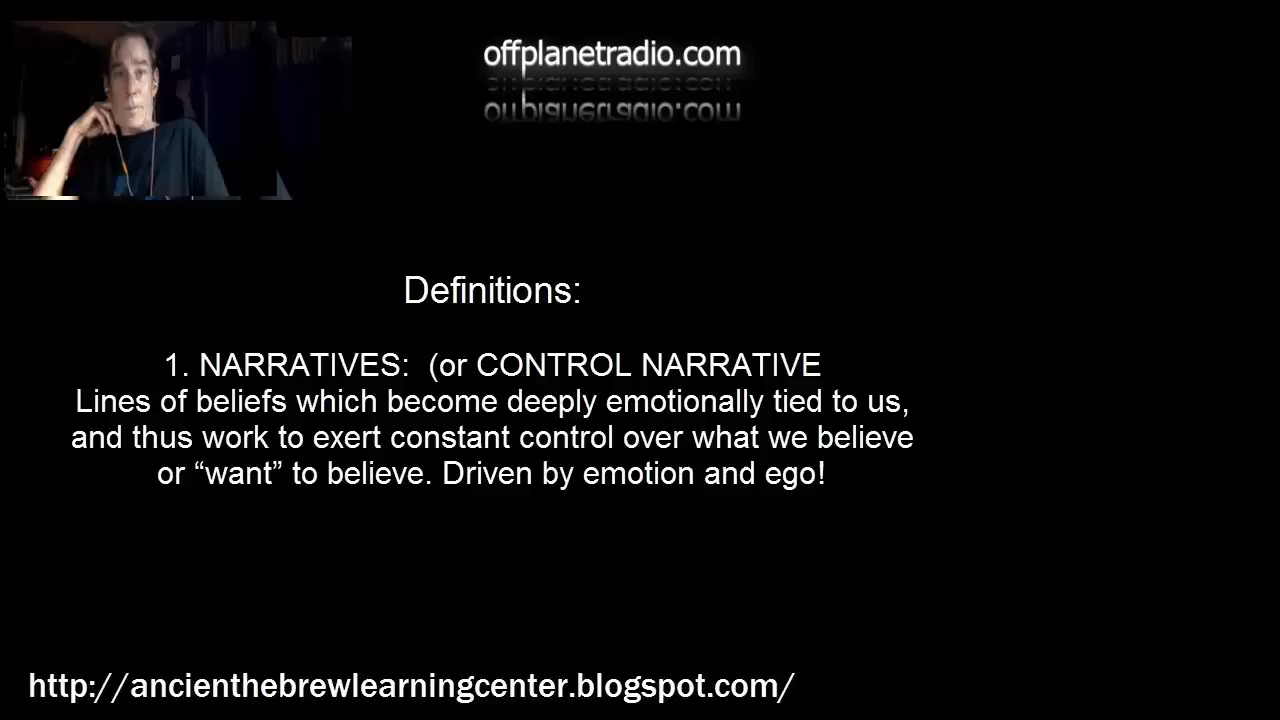 offplanetradio.com
Definitions:
1. NARRATIVES: (or CONTROL NARRATIVE
Lines of beliefs which become deeply emotionally tied to us,
and thus work to exert constant control over what we believe
or “want” to believe. Driven by emotion and ego!
http://ancienthebrewlearningcenter.blogspot.com/